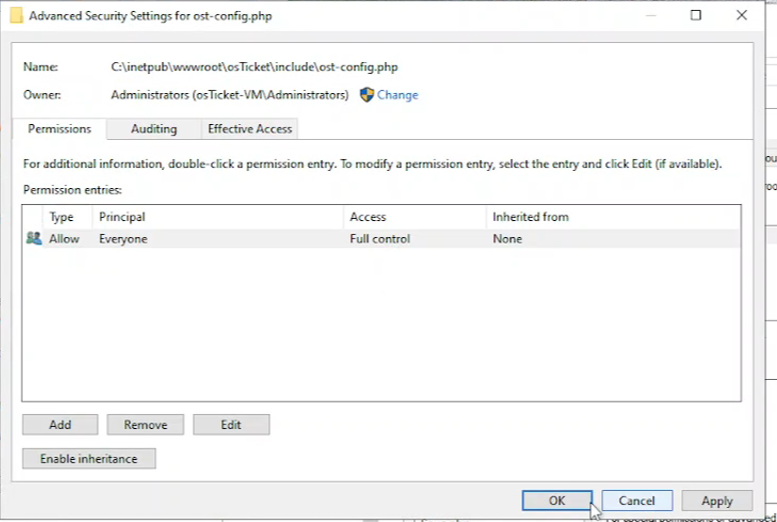 Advanced Security Settings for ost-config.php
Name: C:\inetpub\wwwroot\osTicket\include\ost-config.php
Owner: Administrators (osTicket-VM\Administrators) Change
Permissions Auditing Effective Access
For additional information, double-click a permission entry. To modify a permission entry, select the entry and click Edit (if available).
Permission entries:
Type Principal Access Inherited from
Allow Everyone Full control None
Add Remove Edit
Enable inheritance
OK Cancel Apply